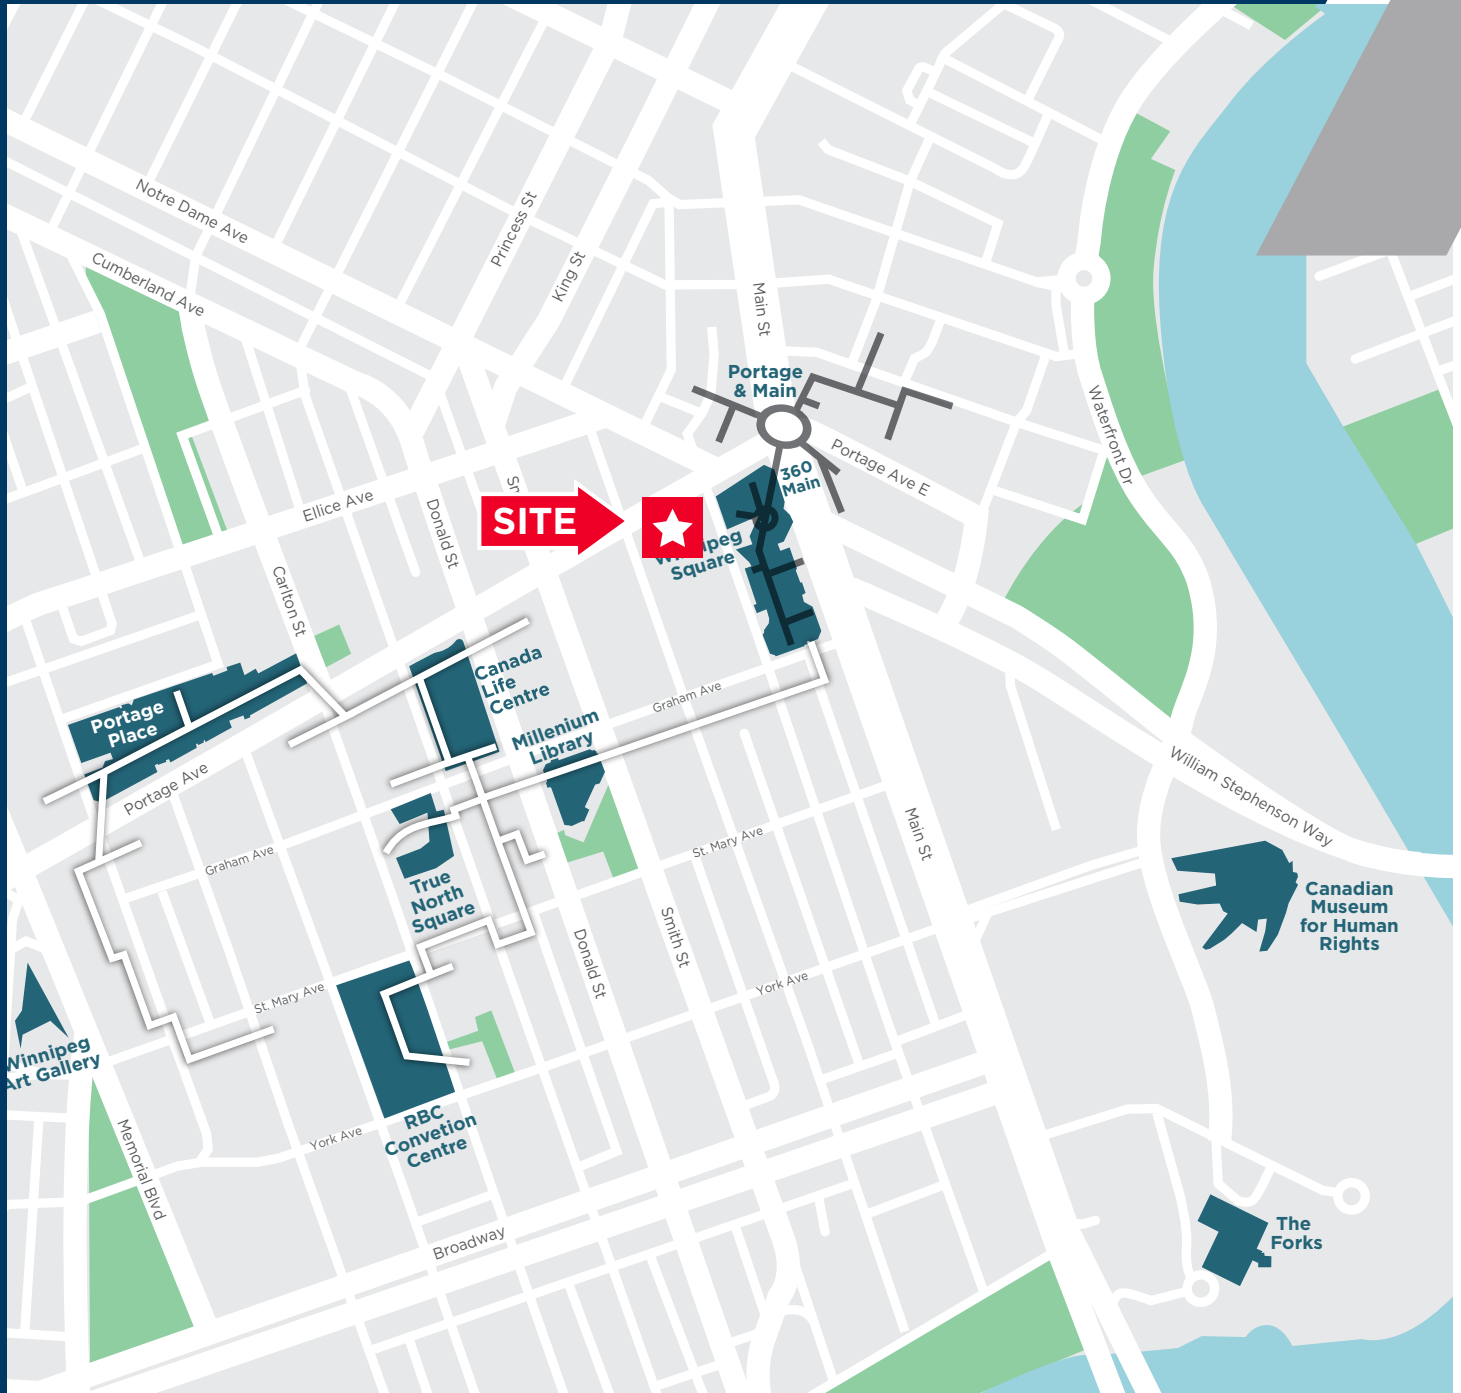 Notre Dame Ave
Cumberland Ave
Princess St
King St
Main St
Portage
& Main
Waterfront Dr
Portage Ave E
360
Main
Ellice Ave
Donald St
SITE
Square
Carlton St
Canada
Life
Centre
Graham Ave
Portage
Place
Millenium
Library
Portage Ave
William Stephenson Way
Main St
St. Mary Ave
Graham Ave
True
North
Square
Canadian
Museum
for Human
Rights
Smith St
Donald St
York Ave
St. Mary Ave
Winnipeg
Art Gallery
RBC
Convetion
Centre
York Ave
Memorial Blvd
Broadway
The
Forks